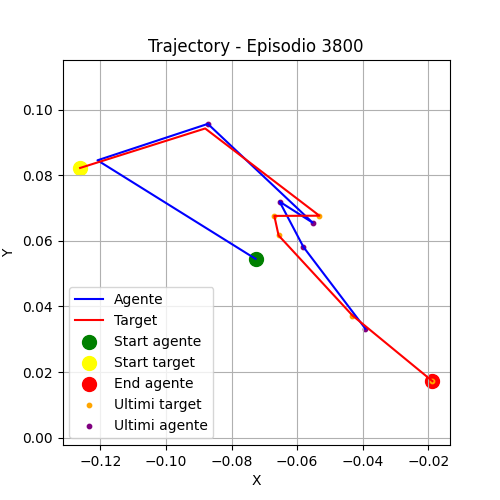 Trajectory - Episodio 3800
Y
0.10
0.08
0.06
0.04
0.02
0.00
Agente
Target
Start agente
Start target
End agente
Ultimi target
Ultimi agente
−0.12 −0.10 −0.08 −0.06 −0.04 −0.02
X